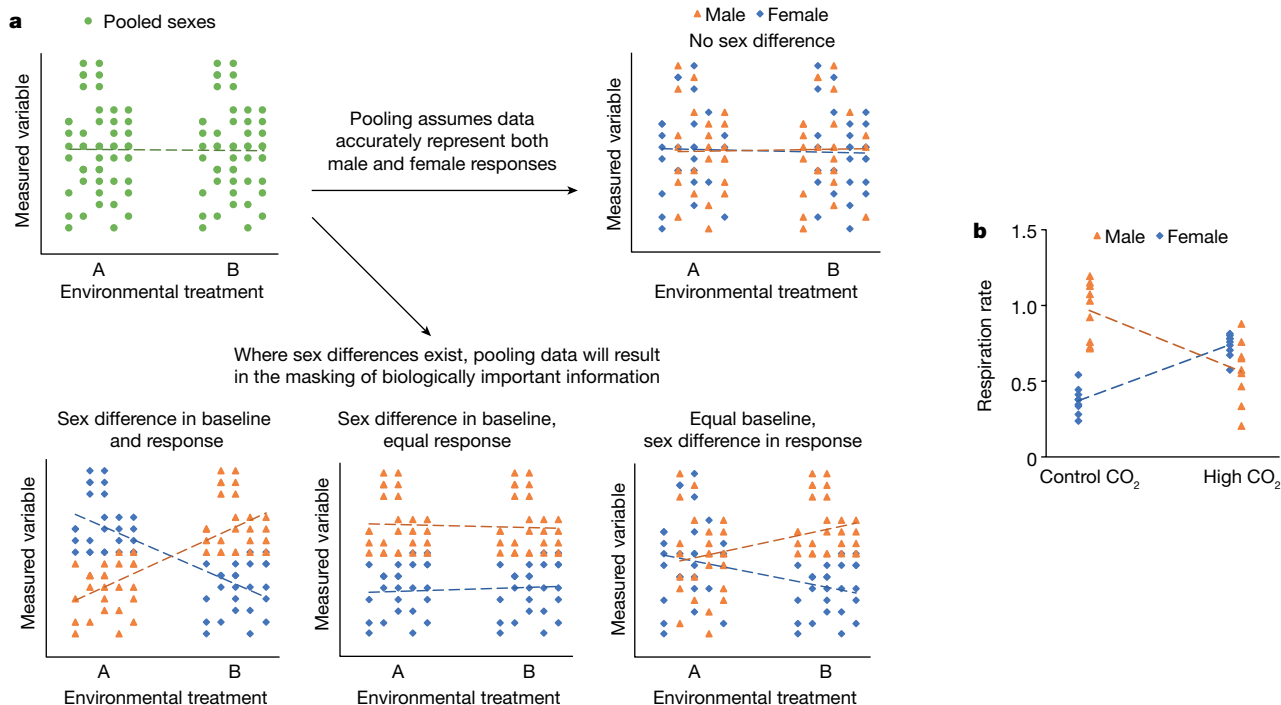 a
Pooled sexes
Measured variable
A
B
Environmental treatment
Pooling assumes data
accurately represent both
male and female responses
Male
Female
No sex difference
Measured variable
A
B
Environmental treatment
Where sex differences exist, pooling data will result
in the masking of biologically important information
Sex difference in baseline
and response
Measured variable
A
B
Environmental treatment
Sex difference in baseline,
equal response
Measured variable
A
B
Environmental treatment
Equal baseline,
sex difference in response
Measured variable
A
B
Environmental treatment
b
Male
Female
Respiration rate
1.5
1.0
0.5
0
Control CO₂
High CO₂